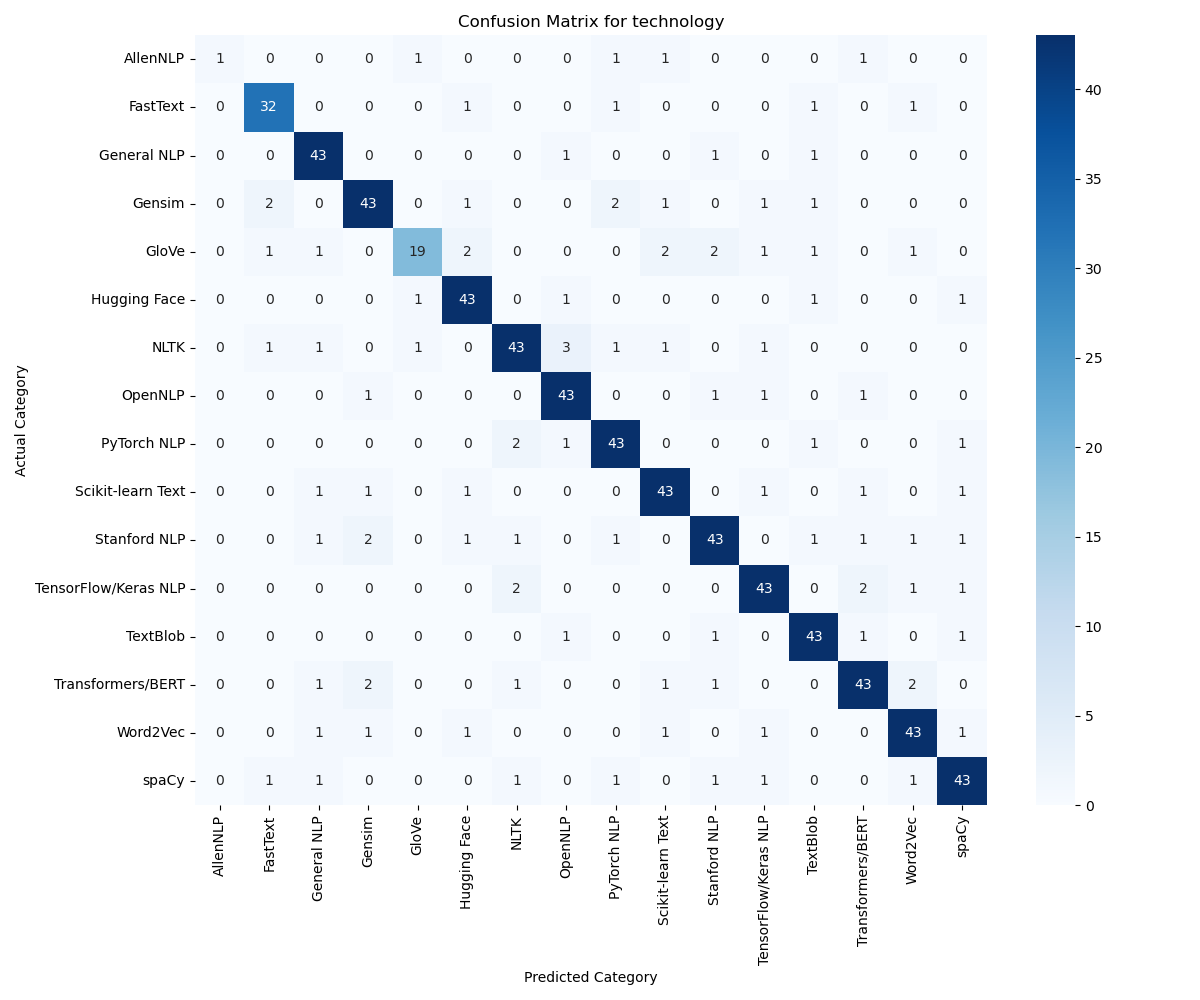 Confusion Matrix for technology
AllenNLP 1 0 0 0 1 0 0 0 1 1 0 0 0 1 0 0
FastText 0 32 0 0 0 1 0 0 1 0 0 0 1 0 1 0
General NLP 0 0 43 0 0 0 0 1 0 0 1 0 1 0 0 0
Gensim 0 2 0 43 0 1 0 0 2 1 0 1 1 0 0 0
GloVe 0 1 1 0 19 2 0 0 0 2 2 1 1 0 1 0
Hugging Face 0 0 0 0 1 43 0 1 0 0 0 0 1 0 0 1
NLTK 0 1 1 0 1 0 43 3 1 1 0 1 0 0 0 0
OpenNLP 0 0 0 1 0 0 0 43 0 0 1 1 0 1 0 0
PyTorch NLP 0 0 0 0 0 0 2 1 43 0 0 0 1 0 0 1
Scikit-learn Text 0 0 1 1 0 1 0 0 0 43 0 1 0 1 0 1
Stanford NLP 0 0 1 2 0 1 1 0 1 0 43 0 1 1 1 1
TensorFlow/Keras NLP 0 0 0 0 0 0 2 0 0 0 0 43 0 2 1 1
TextBlob 0 0 0 0 0 0 0 1 0 0 1 0 43 1 0 1
Transformers/BERT 0 0 1 2 0 0 1 0 0 1 1 0 0 43 2 0
Word2Vec 0 0 1 1 0 1 0 0 0 1 0 1 0 0 43 1
spaCy 0 1 1 0 0 0 1 0 1 0 1 1 0 0 1 43
AllenNLP
FastText
General NLP
Gensim
GloVe
Hugging Face
NLTK
OpenNLP
PyTorch NLP
Scikit-learn Text
Stanford NLP
TensorFlow/Keras NLP
TextBlob
Transformers/BERT
Word2Vec
spaCy
Predicted Category
Actual Category
40
35
30
25
20
15
10
5
0